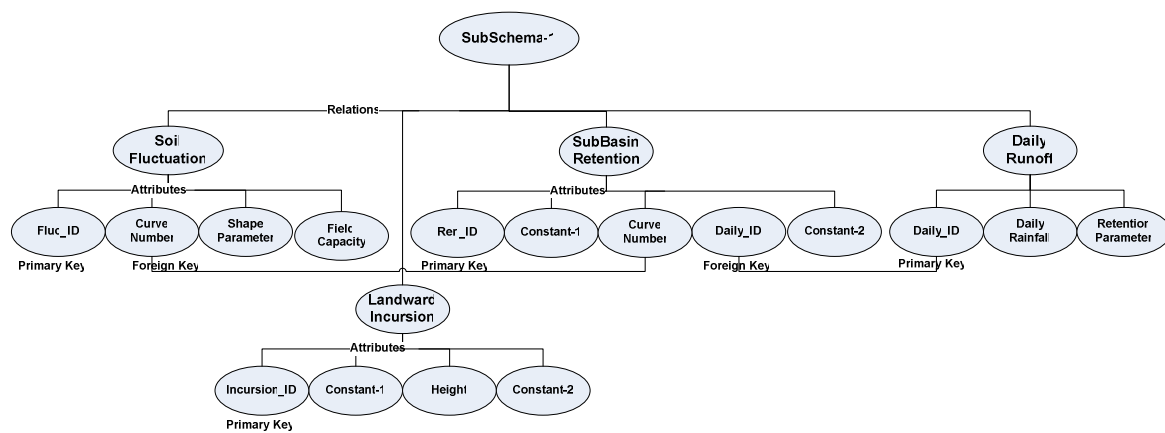 SubSchema-1
Relations
Soil
Fluctuation
SubBasin
Retention
Daily
Runoff
Attributes
Attributes
Fluc_ID
Curve
Number
Shape
Parameter
Field
Capacity
Ren_ID
Constant-1
Curve
Number
Daily_ID
Constant-2
Daily_ID
Daily
Rainfall
Retention
Parameter
Primary Key
Foreign Key
Primary Key
Foreign Key
Primary Key
Landward
Incursion
Attributes
Incursion_ID
Constant-1
Height
Constant-2
Primary Key